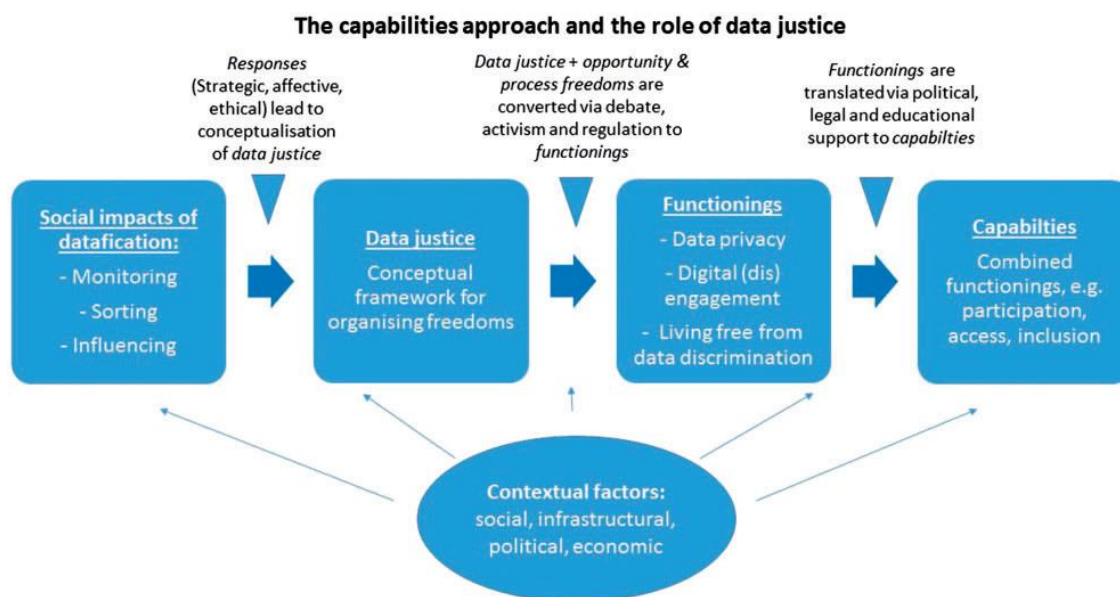 The capabilities approach and the role of data justice
Responses
(Strategic, affective,
ethical) lead to
conceptualisation
of data justice
Data justice + opportunity &
process freedoms are
converted via debate,
activism and regulation to
functionings
Functionings are
translated via political,
legal and educational
support to capabilties
Social impacts of
datafication:
- Monitoring
- Sorting
- Influencing
Data justice
Conceptual
framework for
organising freedoms
Functionings
- Data privacy
- Digital (dis)
engagement
- Living free from
data discrimination
Capabilties
Combined
functionings, e.g.
participation,
access, inclusion
Contextual factors:
social, infrastructural,
political, economic